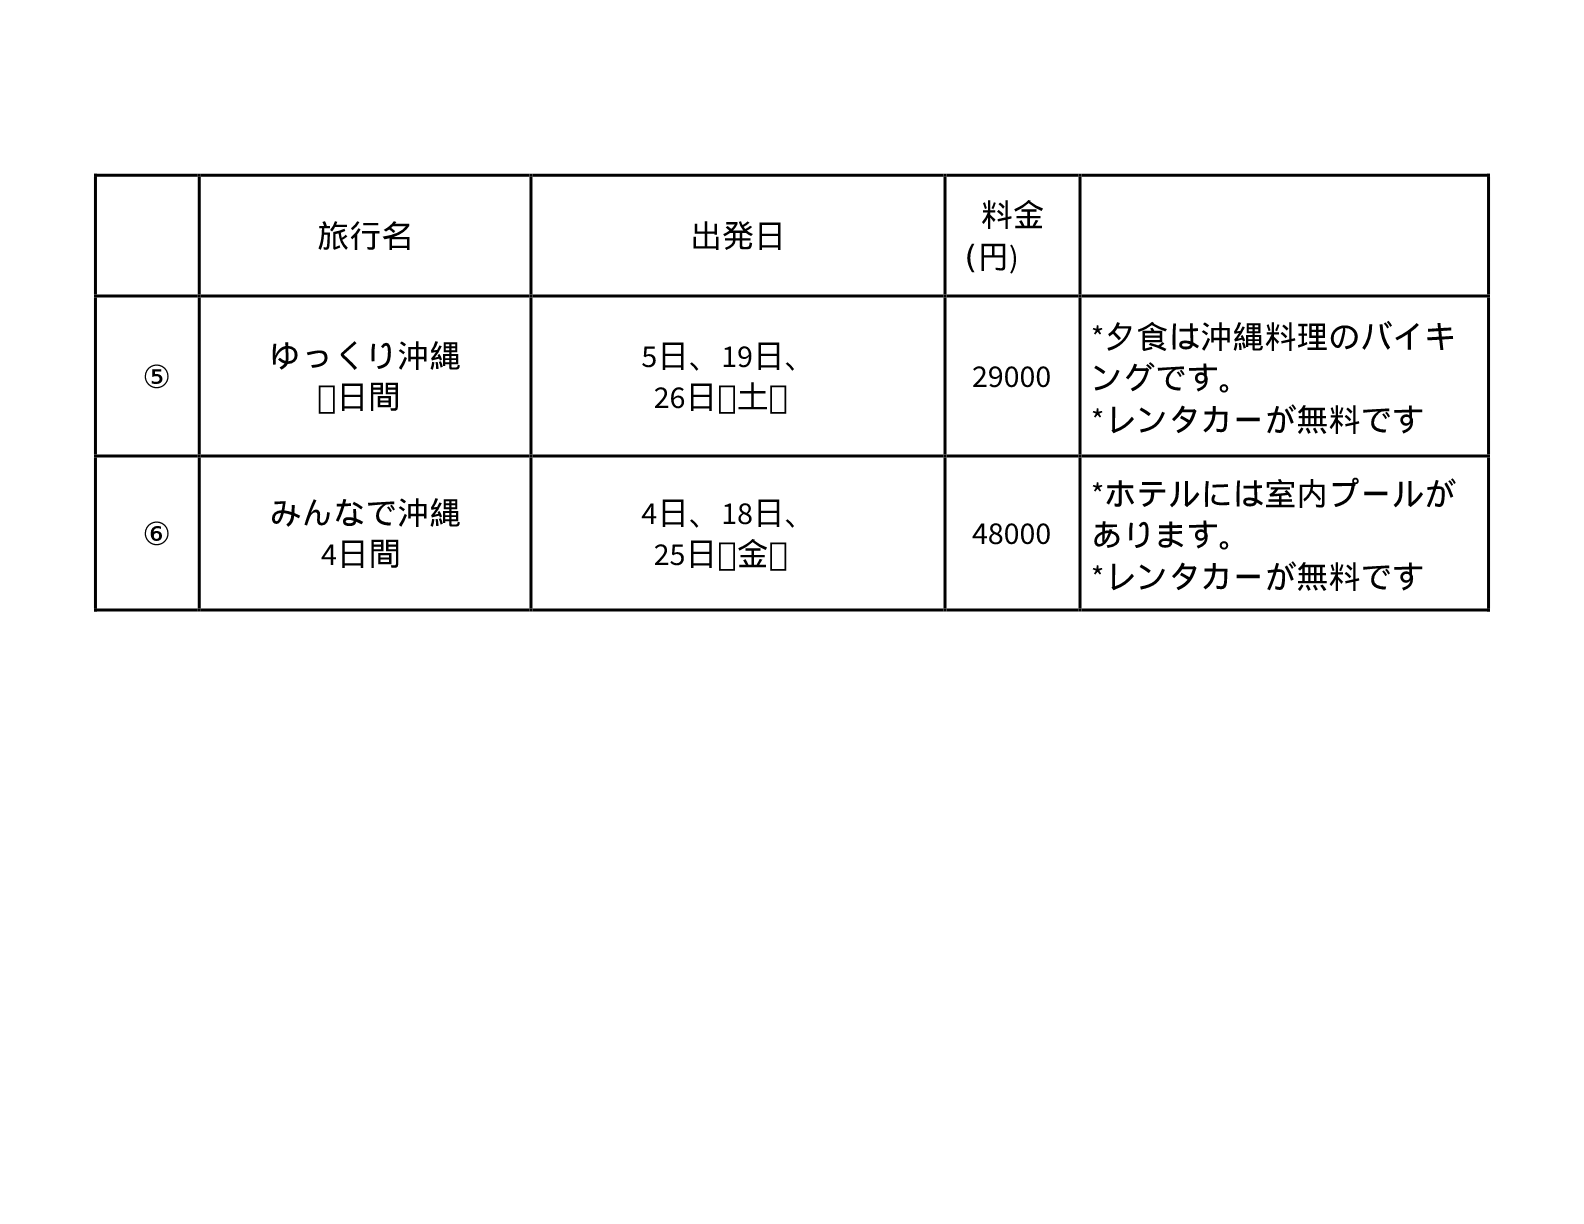 旅行名
出発日
料金
(円)
⑤
ゆっくり沖縄
日間
5日、19日、
26日 土
29000
*夕食は沖縄料理のバイキ
ングです。
*レンタカーが無料です
⑥
みんなで沖縄
4日間
4日、18日、
25日 金
48000
*ホテルには室内プールが
あります。
*レンタカーが無料です